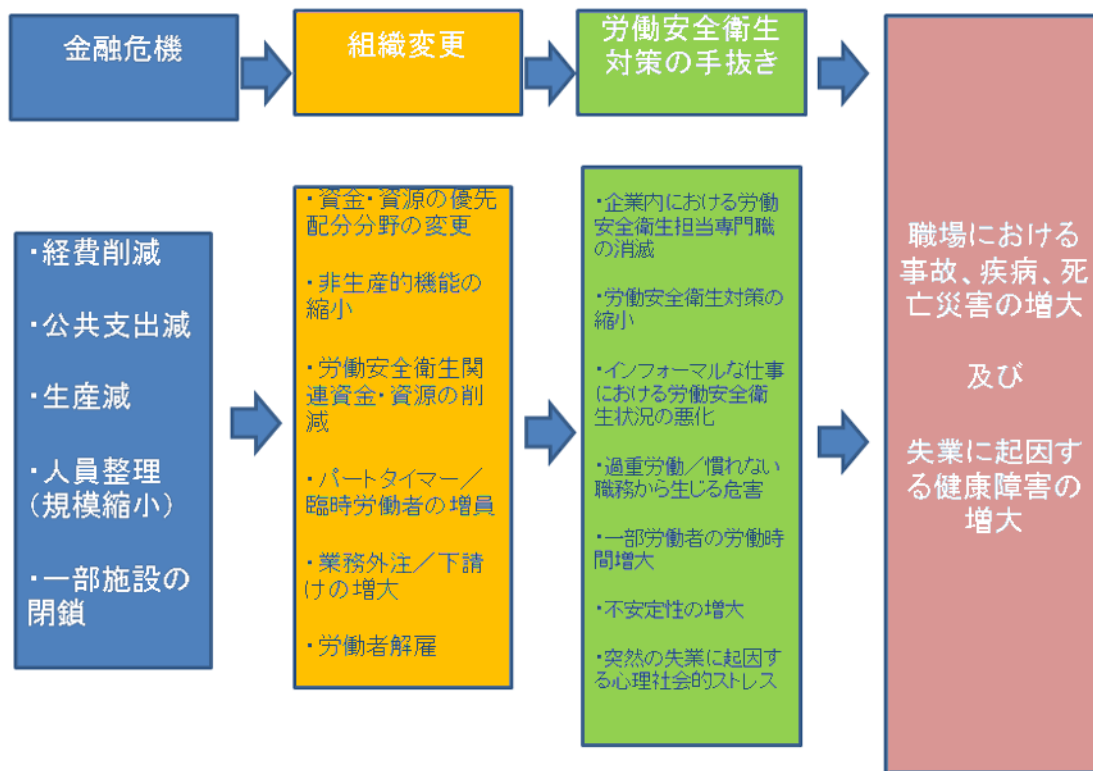 金融危機
組織変更
労働安全衛生
対策の手抜き
・経費削減
・公共支出減
・生産減
・人員整理
(規模縮小)
・一部施設の
閉鎖
・資金・資源の優先
配分分野の変更
・非生産的機能の
縮小
・労働安全衛生関
連資金・資源の削
減
・パートタイマー／
臨時労働者の増員
・業務外注／下請
けの増大
・労働者解雇
・企業内における労働
安全衛生担当専門職
の消滅
・労働安全衛生対策の
縮小
・インフォーマルな仕事
における労働安全衛
生状況の悪化
・過重労働／慣れない
職務から生じる危害
・一部労働者の労働時
間増大
・不安定性の増大
・突然の失業に起因す
る心理社会的ストレス
職場における
事故、疾病、死
亡災害の増大
及び
失業に起因す
る健康障害の
増大